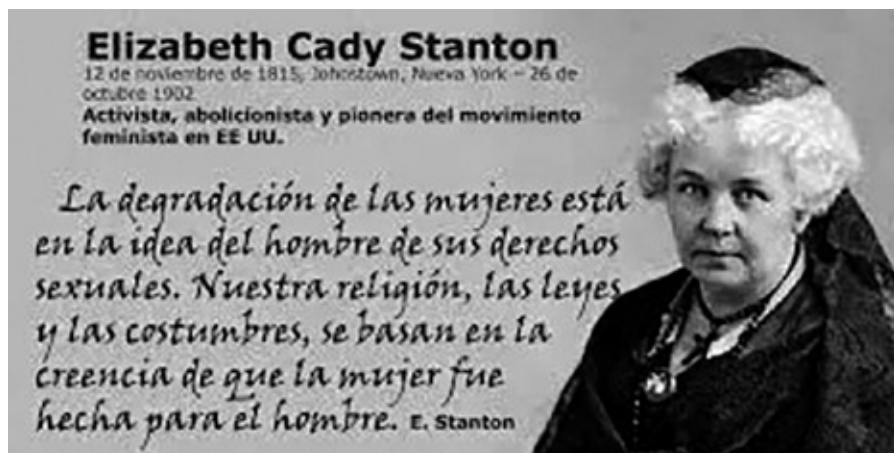 Elizabeth Cady Stanton
12 de noviembre de 1815, Johnstown, Nueva York – 26 de
octubre 1902
Activista, abolicionista y pionera del movimiento
feminista en EE UU.
La degradación de las mujeres está
en la idea del hombre de sus derechos
sexuales. Nuestra religión, las leyes
y las costumbres, se basan en la
creencia de que la mujer fue
hecha para el hombre. E. Stanton